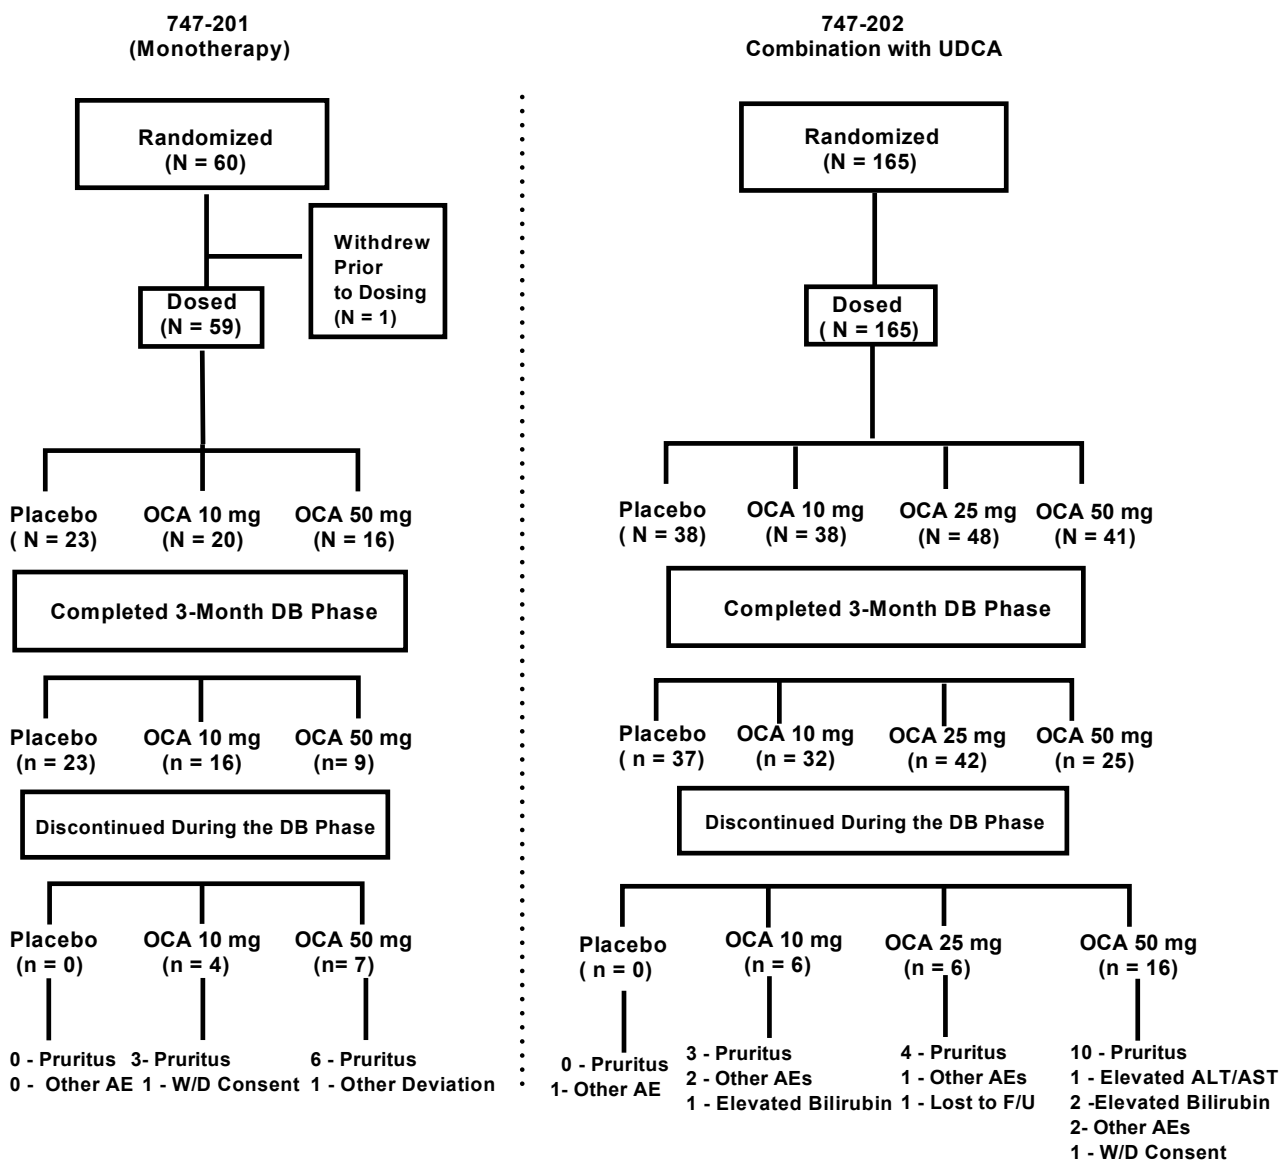 747-201
(Monotherapy)
Randomized
(N = 60)
Withdrew
Prior
to Dosing
(N = 1)
Dosed
(N = 59)
Placebo
( N = 23)
OCA 10 mg
(N = 20)
OCA 50 mg
(N = 16)
Completed 3-Month DB Phase
Placebo
(n = 23)
OCA 10 mg
(n = 16)
OCA 50 mg
(n= 9)
Discontinued During the DB Phase
Placebo
(n = 0)
OCA 10 mg
(n = 4)
OCA 50 mg
(n= 7)
0 - Pruritus
0 - Other AE
3- Pruritus
1 - W/D Consent
6 - Pruritus
1 - Other Deviation
747-202
Combination with UDCA
Randomized
(N = 165)
Dosed
( N = 165)
Placebo
( N = 38)
OCA 10 mg
(N = 38)
OCA 25 mg
(N = 48)
OCA 50 mg
(N = 41)
Completed 3-Month DB Phase
Placebo
( n = 37)
OCA 10 mg
(n = 32)
OCA 25 mg
(n = 42)
OCA 50 mg
(n = 25)
Discontinued During the DB Phase
Placebo
( n = 0)
OCA 10 mg
(n = 6)
OCA 25 mg
(n = 6)
OCA 50 mg
(n = 16)
0 - Pruritus
1- Other AE
3 - Pruritus
2 - Other AEs
1 - Elevated Bilirubin
4 - Pruritus
1 - Other AEs
1 - Lost to F/U
10 - Pruritus
1 - Elevated ALT/AST
2 -Elevated Bilirubin
2- Other AEs
1 - W/D Consent